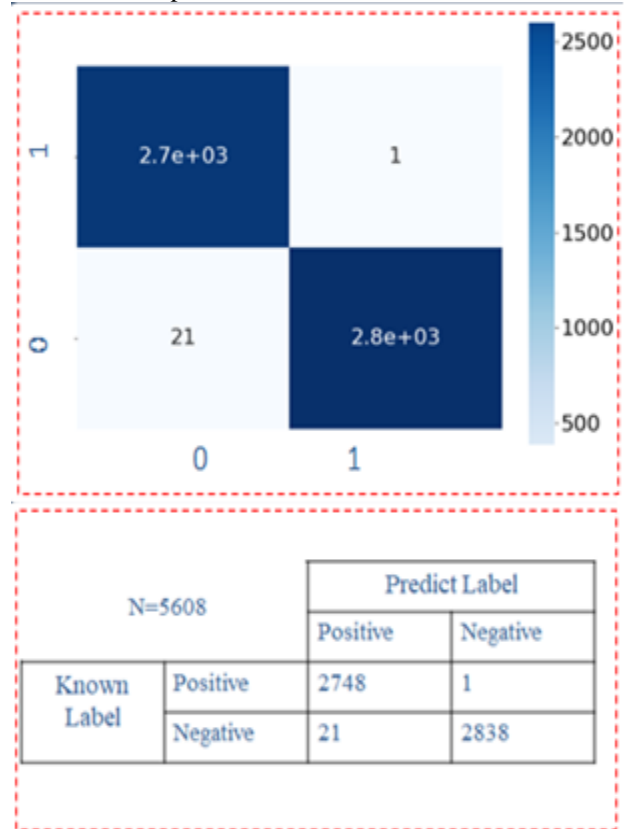 2500
1 2.7e+03 1
2000
1500
0 21 2.8e+03
1000
500
0 1
N=5608
Predict Label
Positive Negative
Known Label
Positive 2748 1
Negative 21 2838